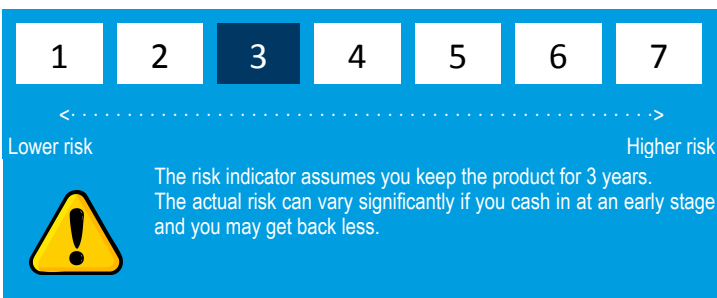 1 2 3 4 5 6 7
<· · · · · · · · · · · · · · · · · · · · · · · · · · · · · · · · · · · · · · · · · · · · · · · · · · · · ·>
Lower risk Higher risk
The risk indicator assumes you keep the product for 3 years.
The actual risk can vary significantly if you cash in at an early stage
and you may get back less.